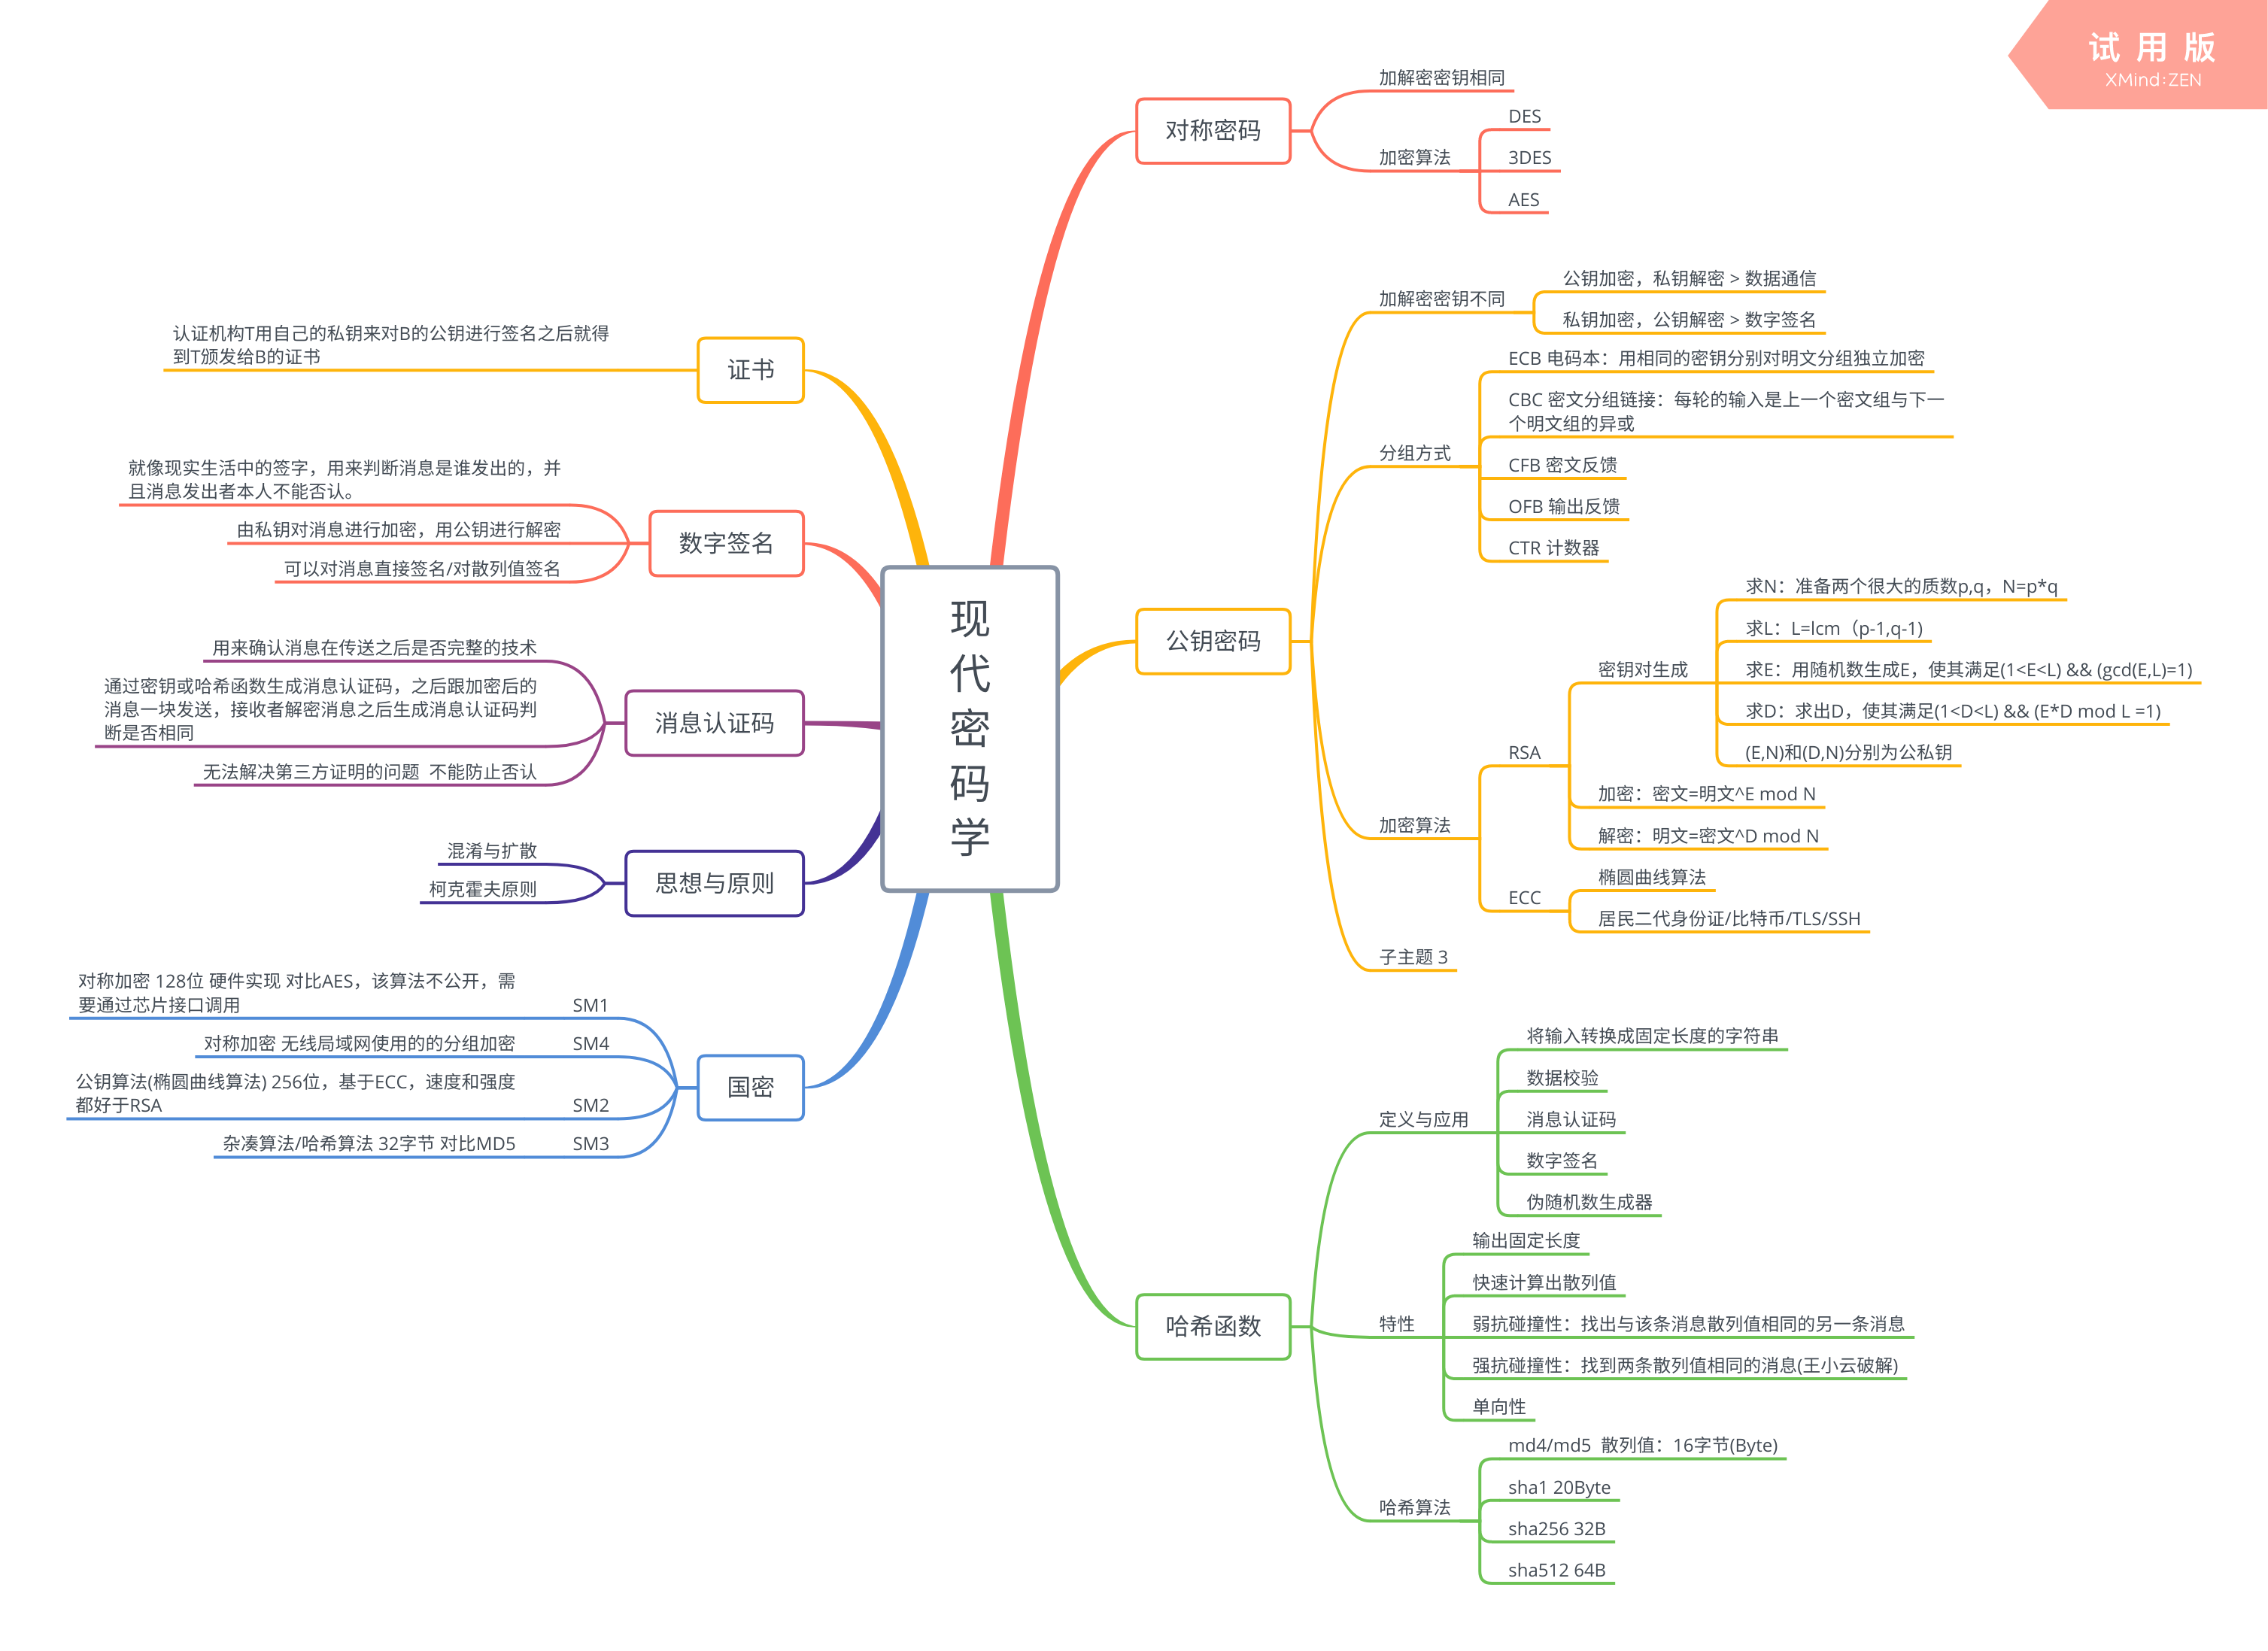 试用版
XMind:ZEN
现代密码学
对称密码
加解密密钥相同
加密算法
DES
3DES
AES
公钥密码
加解密密钥不同
公钥加密，私钥解密 > 数据通信
私钥加密，公钥解密 > 数字签名
分组方式
ECB 电码本：用相同的密钥分别对明文分组独立加密
CBC 密文分组链接：每轮的输入是上一个密文组与下一
个明文组的异或
CFB 密文反馈
OFB 输出反馈
CTR 计数器
加密算法
RSA
密钥对生成
求N：准备两个很大的质数p,q，N=p*q
求L：L=lcm（p-1,q-1)
求E：用随机数生成E，使其满足(1<E<L) && (gcd(E,L)=1)
求D：求出D，使其满足(1<D<L) && (E*D mod L =1)
(E,N)和(D,N)分别为公私钥
加密：密文=明文^E mod N
解密：明文=密文^D mod N
ECC
椭圆曲线算法
居民二代身份证/比特币/TLS/SSH
子主题 3
哈希函数
定义与应用
将输入转换成固定长度的字符串
数据校验
消息认证码
数字签名
伪随机数生成器
特性
输出固定长度
快速计算出散列值
弱抗碰撞性：找出与该条消息散列值相同的另一条消息
强抗碰撞性：找到两条散列值相同的消息(王小云破解)
单向性
哈希算法
md4/md5 散列值：16字节(Byte)
sha1 20Byte
sha256 32B
sha512 64B
证书
认证机构T用自己的私钥来对B的公钥进行签名之后就得
到T颁发给B的证书
数字签名
就像现实生活中的签字，用来判断消息是谁发出的，并
且消息发出者本人不能否认。
由私钥对消息进行加密，用公钥进行解密
可以对消息直接签名/对散列值签名
消息认证码
用来确认消息在传送之后是否完整的技术
通过密钥或哈希函数生成消息认证码，之后跟加密后的
消息一块发送，接收者解密消息之后生成消息认证码判
断是否相同
无法解决第三方证明的问题 不能防止否认
思想与原则
混淆与扩散
柯克霍夫原则
国密
SM1
对称加密 128位 硬件实现 对比AES，该算法不公开，需
要通过芯片接口调用
SM4
对称加密 无线局域网使用的的分组加密
SM2
公钥算法(椭圆曲线算法) 256位，基于ECC，速度和强度
都好于RSA
SM3
杂凑算法/哈希算法 32字节 对比MD5